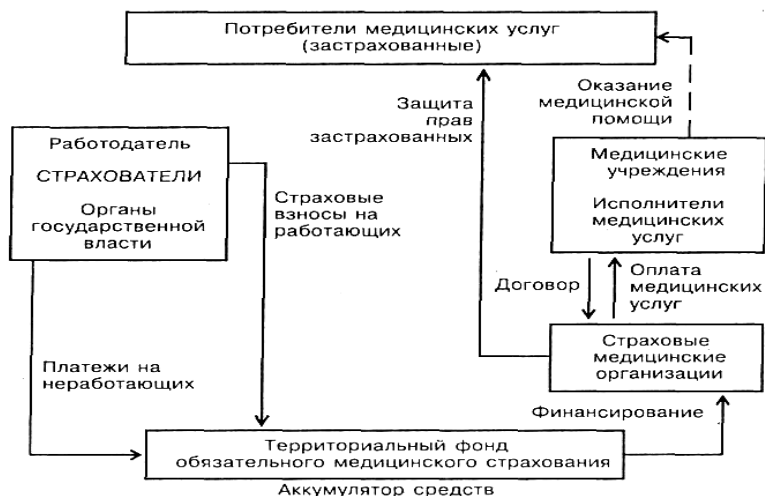 Потребители медицинских услуг
(застрахованные)
Оказание
медицинской
помощи
Защита
прав
застрахованных
Работодатель
СТРАХОВАТЕЛИ
Органы
государственной
власти
Страховые
взносы на
работающих
Медицинские
учреждения
Исполнители
медицинских
услуг
Договор
Оплата
медицинских
услуг
Страховые
медицинские
организации
Платежи на
неработающих
Финансирование
Территориальный фонд
обязательного медицинского страхования
Аккумулятор средств